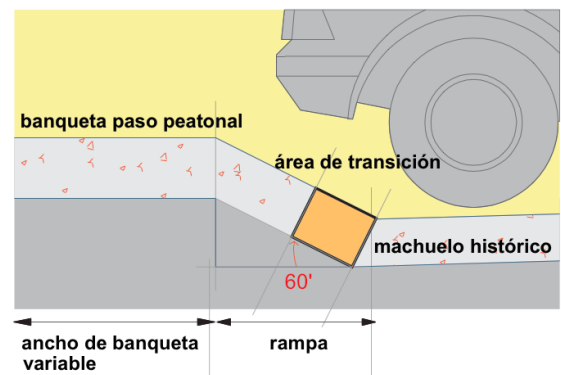 banqueta paso peatonal
área de transición
machuelo histórico
60'
ancho de banqueta
variable
rampa